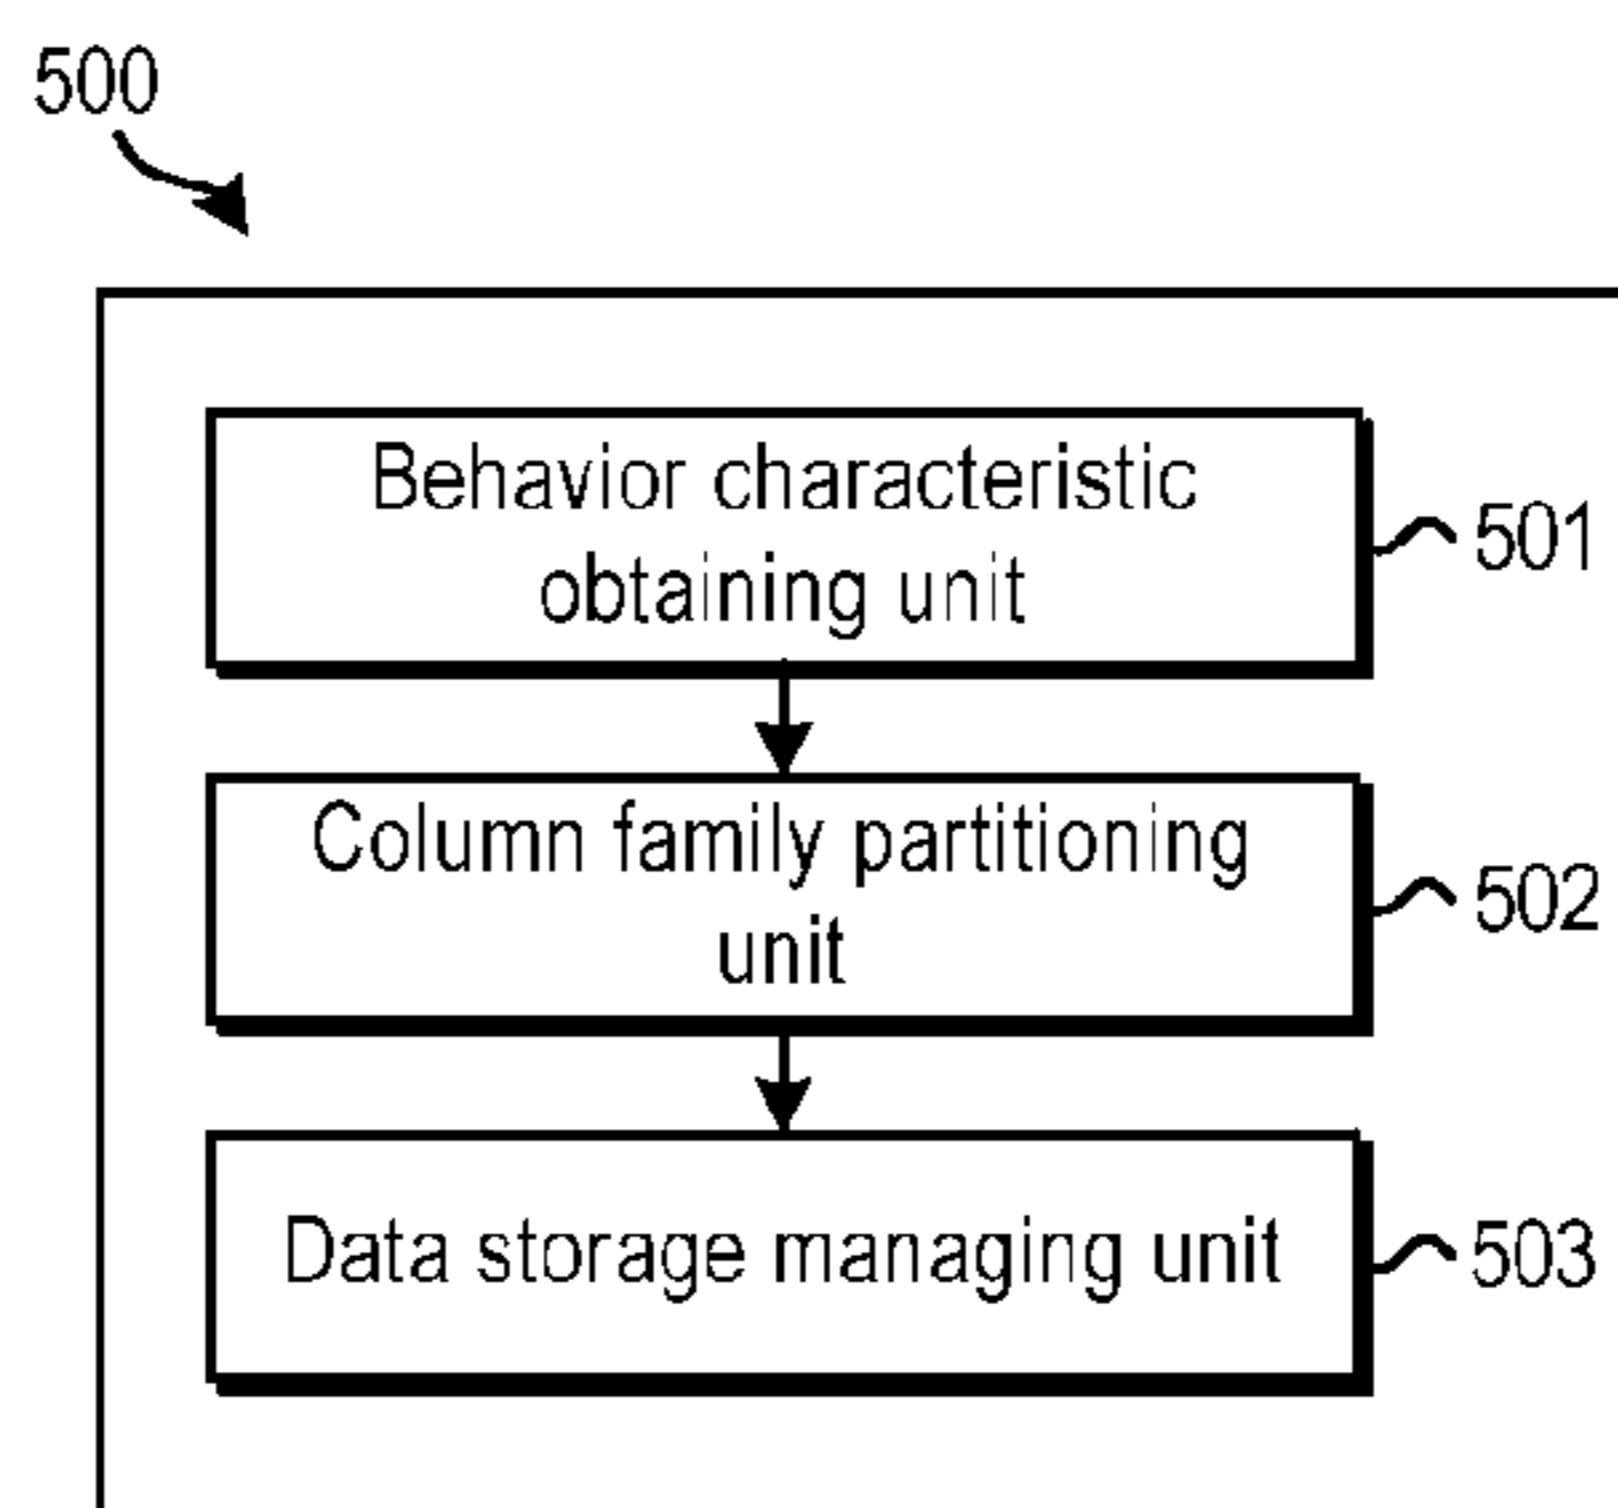 500
Behavior characteristic
obtaining unit
501
Column family partitioning
unit
502
Data storage managing unit
503